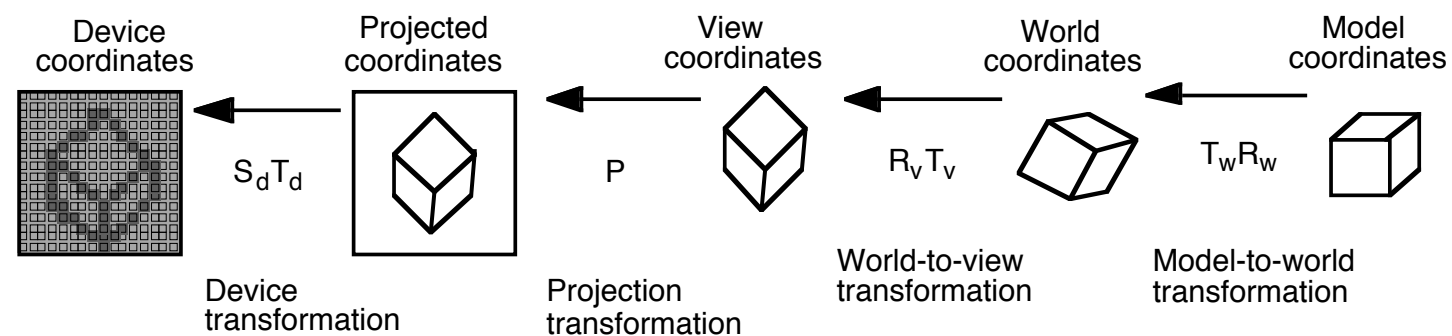 Device
coordinates
Projected
coordinates
View
coordinates
World
coordinates
Model
coordinates
SdTd
P
RvTv
TwRw
Device
transformation
Projection
transformation
World-to-view
transformation
Model-to-world
transformation